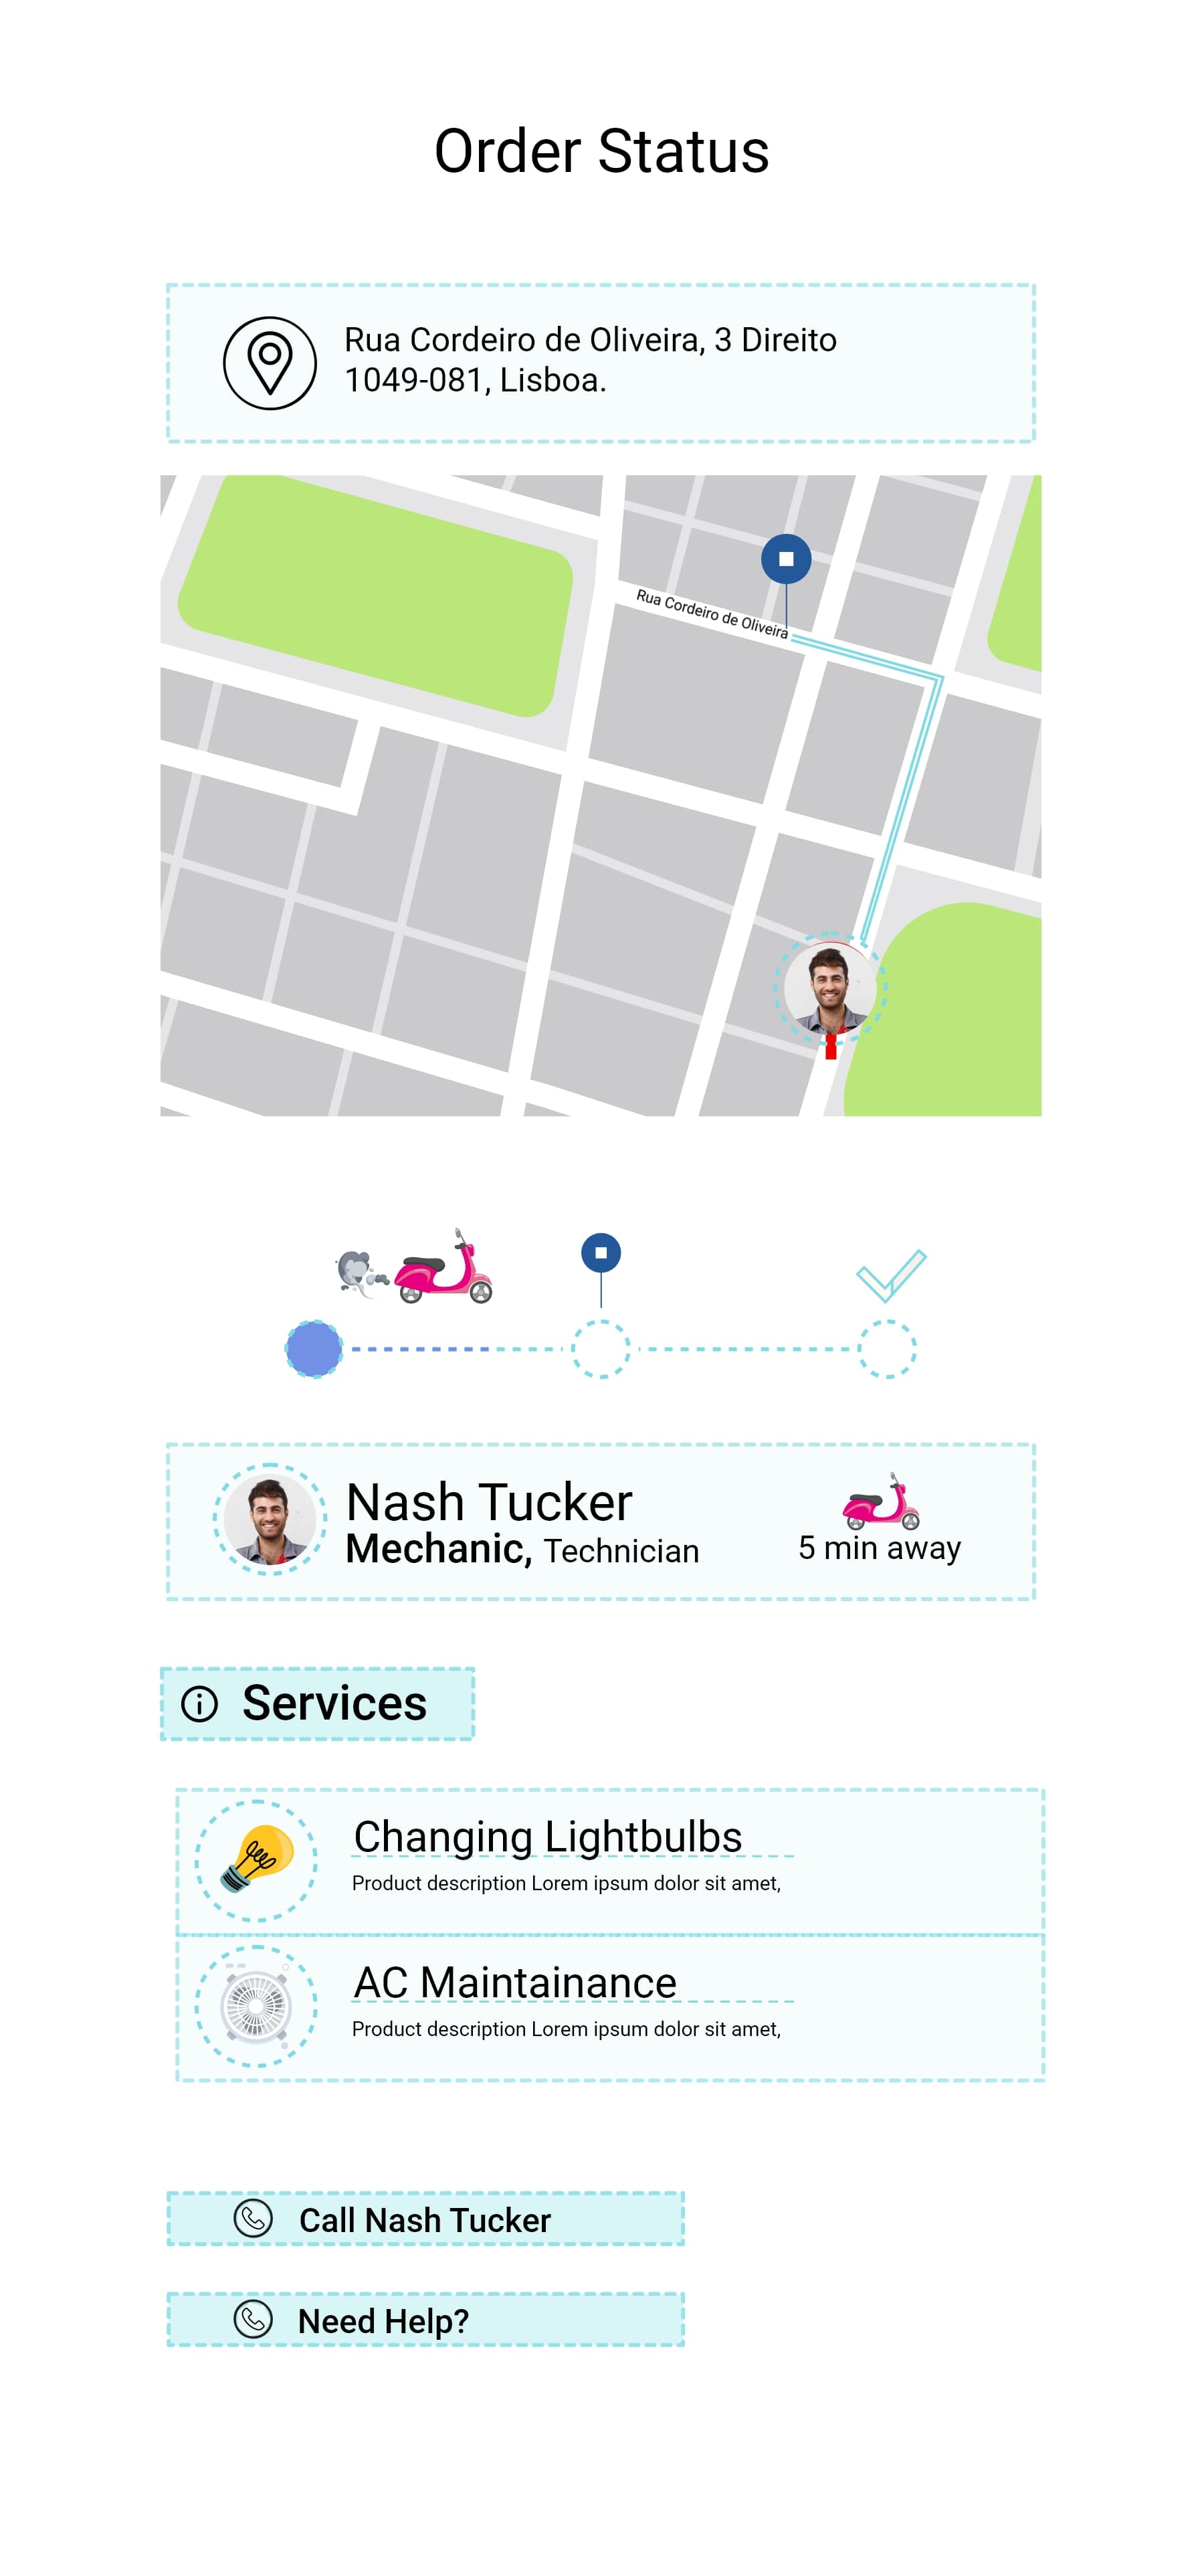 Order Status
Rua Cordeiro de Oliveira, 3 Direito
1049-081, Lisboa.
Rua Cordeiro de Oliveira
Nash Tucker
Mechanic, Technician
5 min away
Services
Changing Lightbulbs
Product description Lorem ipsum dolor sit amet,
AC Maintainance
Product description Lorem ipsum dolor sit amet,
Call Nash Tucker
Need Help?